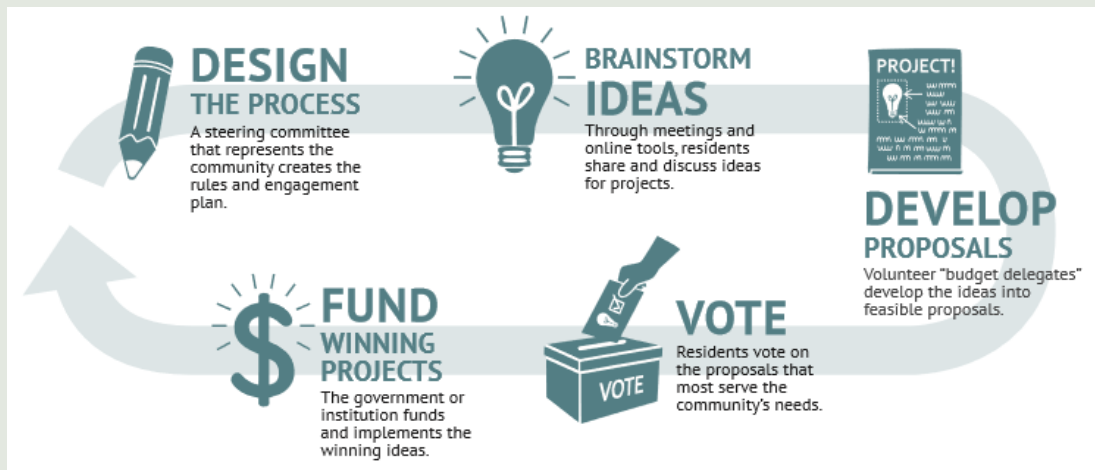 DESIGN
THE PROCESS
A steering committee
that represents the
community creates the
rules and engagement
plan.
BRAINSTORM
IDEAS
Through meetings and
online tools, residents
share and discuss ideas
for projects.
PROJECT!
DEVELOP
PROPOSALS
Volunteer "budget delegates"
develop the ideas into
feasible proposals.
VOTE
VOTE
Residents vote on
the proposals that
most serve the
community's needs.
FUND
WINNING
PROJECTS
The government or
institution funds
and implements the
winning ideas.